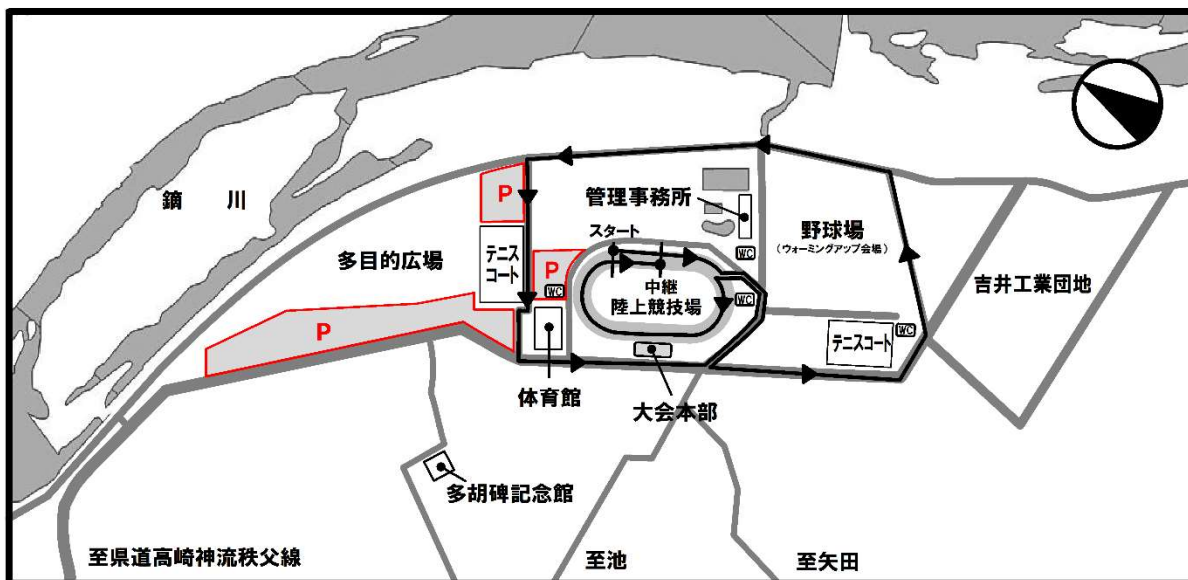 鏑　川
多目的広場
P
テニス
コート
P
P
WC
管理事務所
スタート
WC
中継
陸上競技場
WC
野球場
（ウォーミングアップ会場）
テニスコート
WC
吉井工業団地
体育館
大会本部
多胡碑記念館
至県道高崎神流秩父線
至池
至矢田